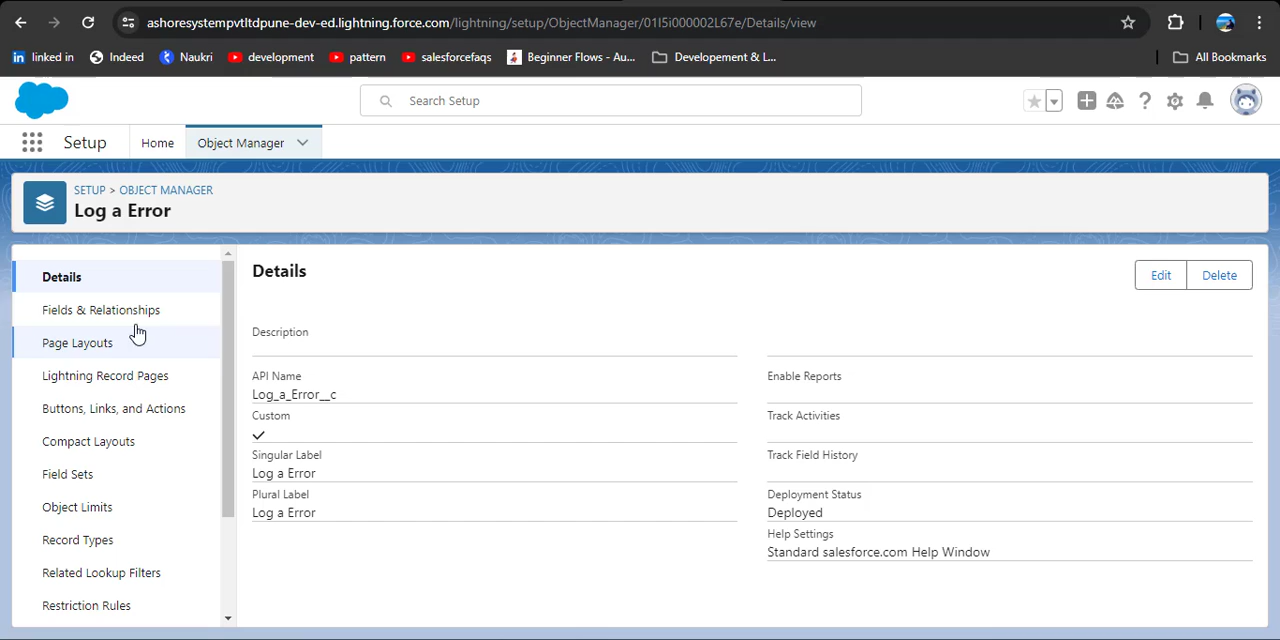 ashoresystempvtltdpune-dev-ed.lightning.force.com/lightning/setup/ObjectManager/01I5i000002L67e/Details/view
linked in Indeed Naukri development pattern salesforcefaqs Beginner Flows - Au... Developement & L... All Bookmarks
Search Setup
Setup Home Object Manager
SETUP > OBJECT MANAGER
Log a Error
Details
Fields & Relationships
Page Layouts
Lightning Record Pages
Buttons, Links, and Actions
Compact Layouts
Field Sets
Object Limits
Record Types
Related Lookup Filters
Restriction Rules
Details
Edit Delete
Description
API Name
Log_a_Error__c
Custom
Singular Label
Log a Error
Plural Label
Log a Error
Enable Reports
Track Activities
Track Field History
Deployment Status
Deployed
Help Settings
Standard salesforce.com Help Window